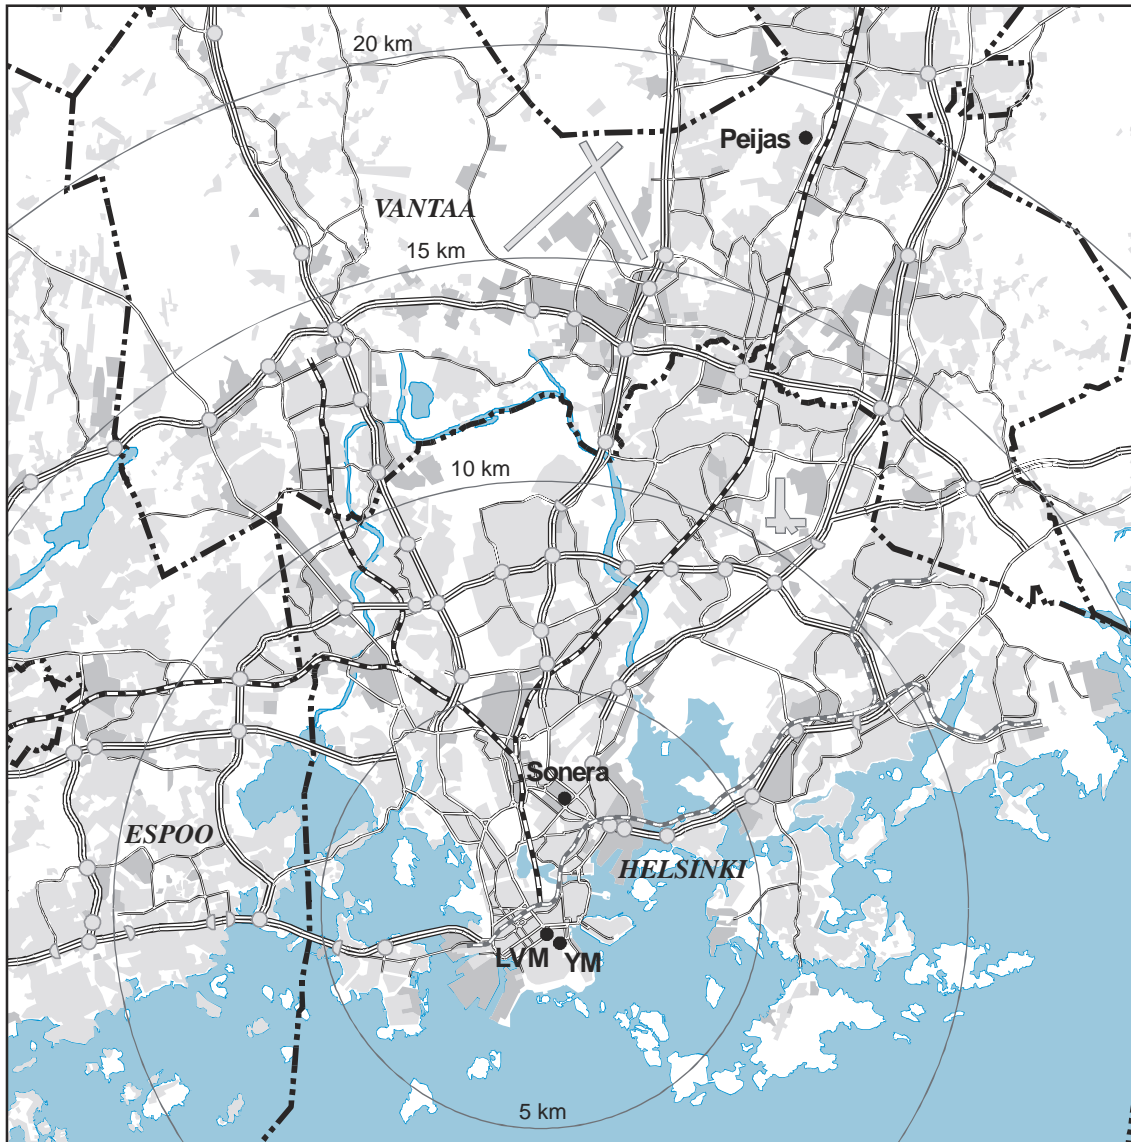 20 km
Peijas
VANTAA
15 km
10 km
Sonera
ESPOO
HELSINKI
LVM
YM
5 km